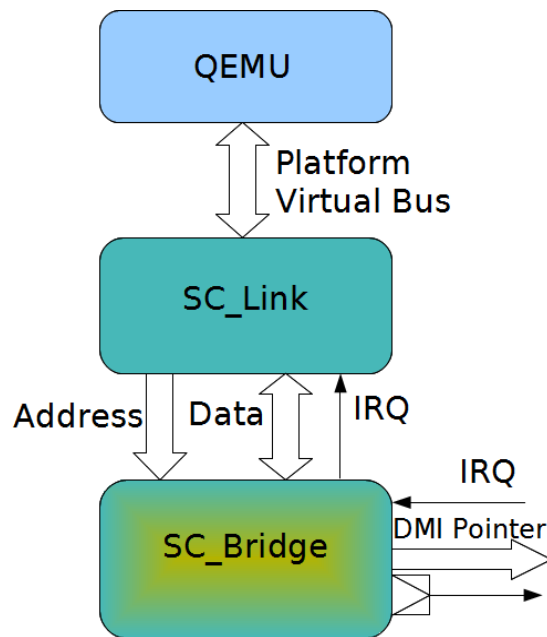 QEMU
Platform
Virtual Bus
SC_Link
Address
Data
IRQ
IRQ
DMI Pointer
SC_Bridge